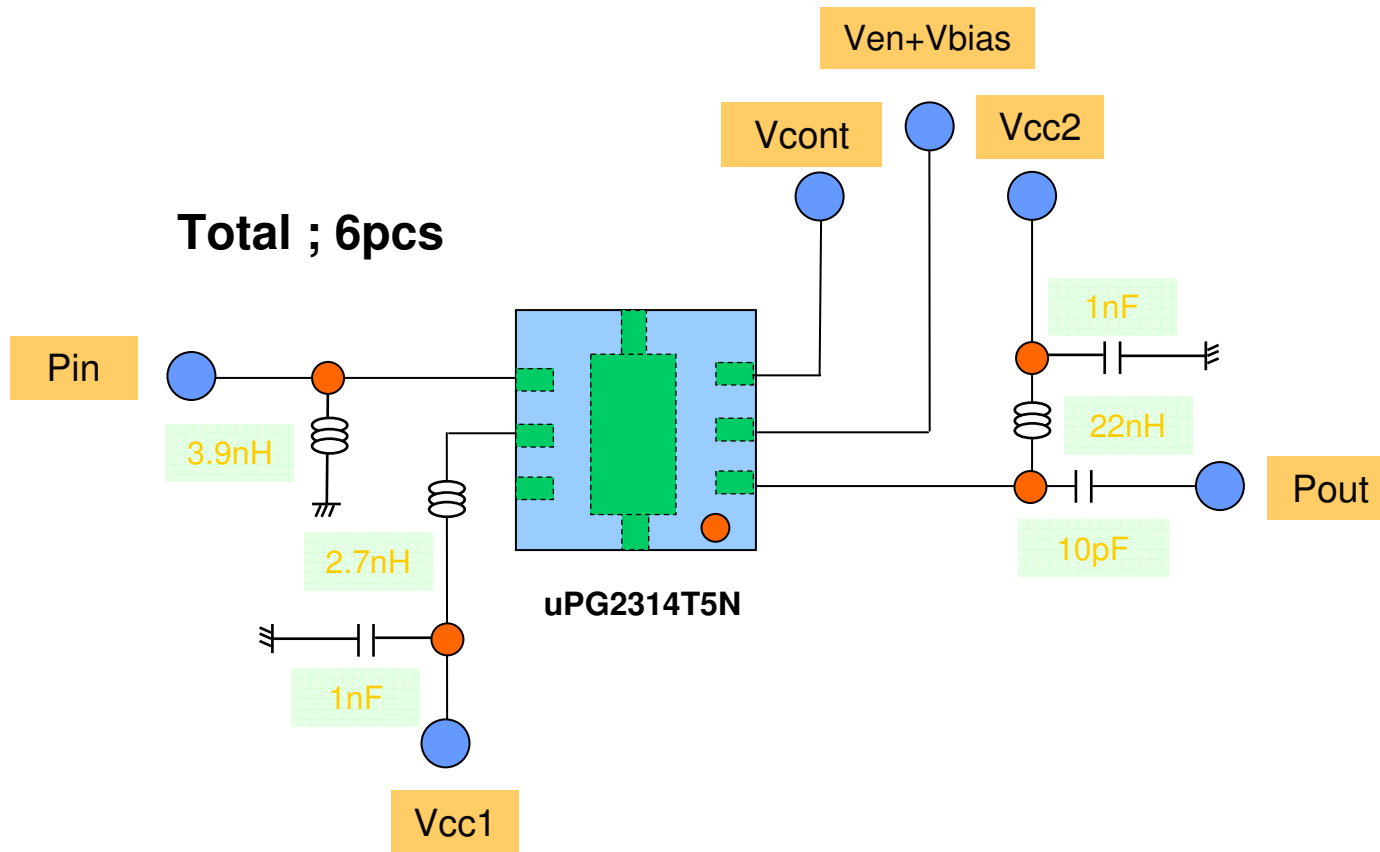 Ven+Vbias
Vcont
Vcc2
Total ; 6pcs
1nF
Pin
22nH
3.9nH
Pout
2.7nH
10pF
uPG2314T5N
1nF
Vcc1